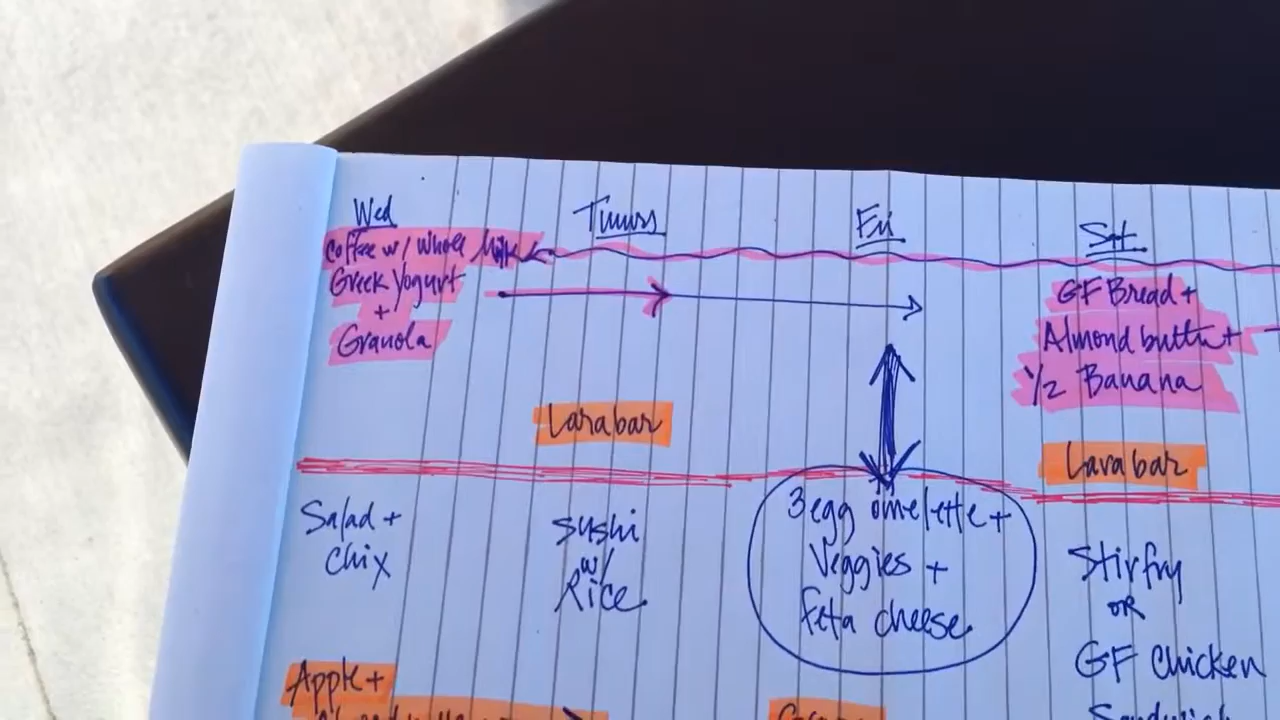 Wed
Coffee w/ whole Milk
Greek Yogurt
+
Granola
Thurs
Larabar
Fri
Sat
GF Bread +
Almond butter +
1/2 Banana
Larabar
Salad +
Chix
Sushi
w/
Rice
3 egg omelette +
Veggies +
Feta cheese
Stirfry
OR
GF Chicken
Sandwich
Apple +